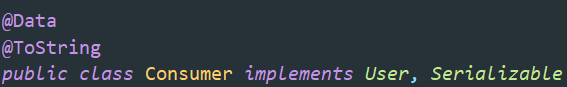 @Data
@ToString
public class Consumer implements User, Serializable